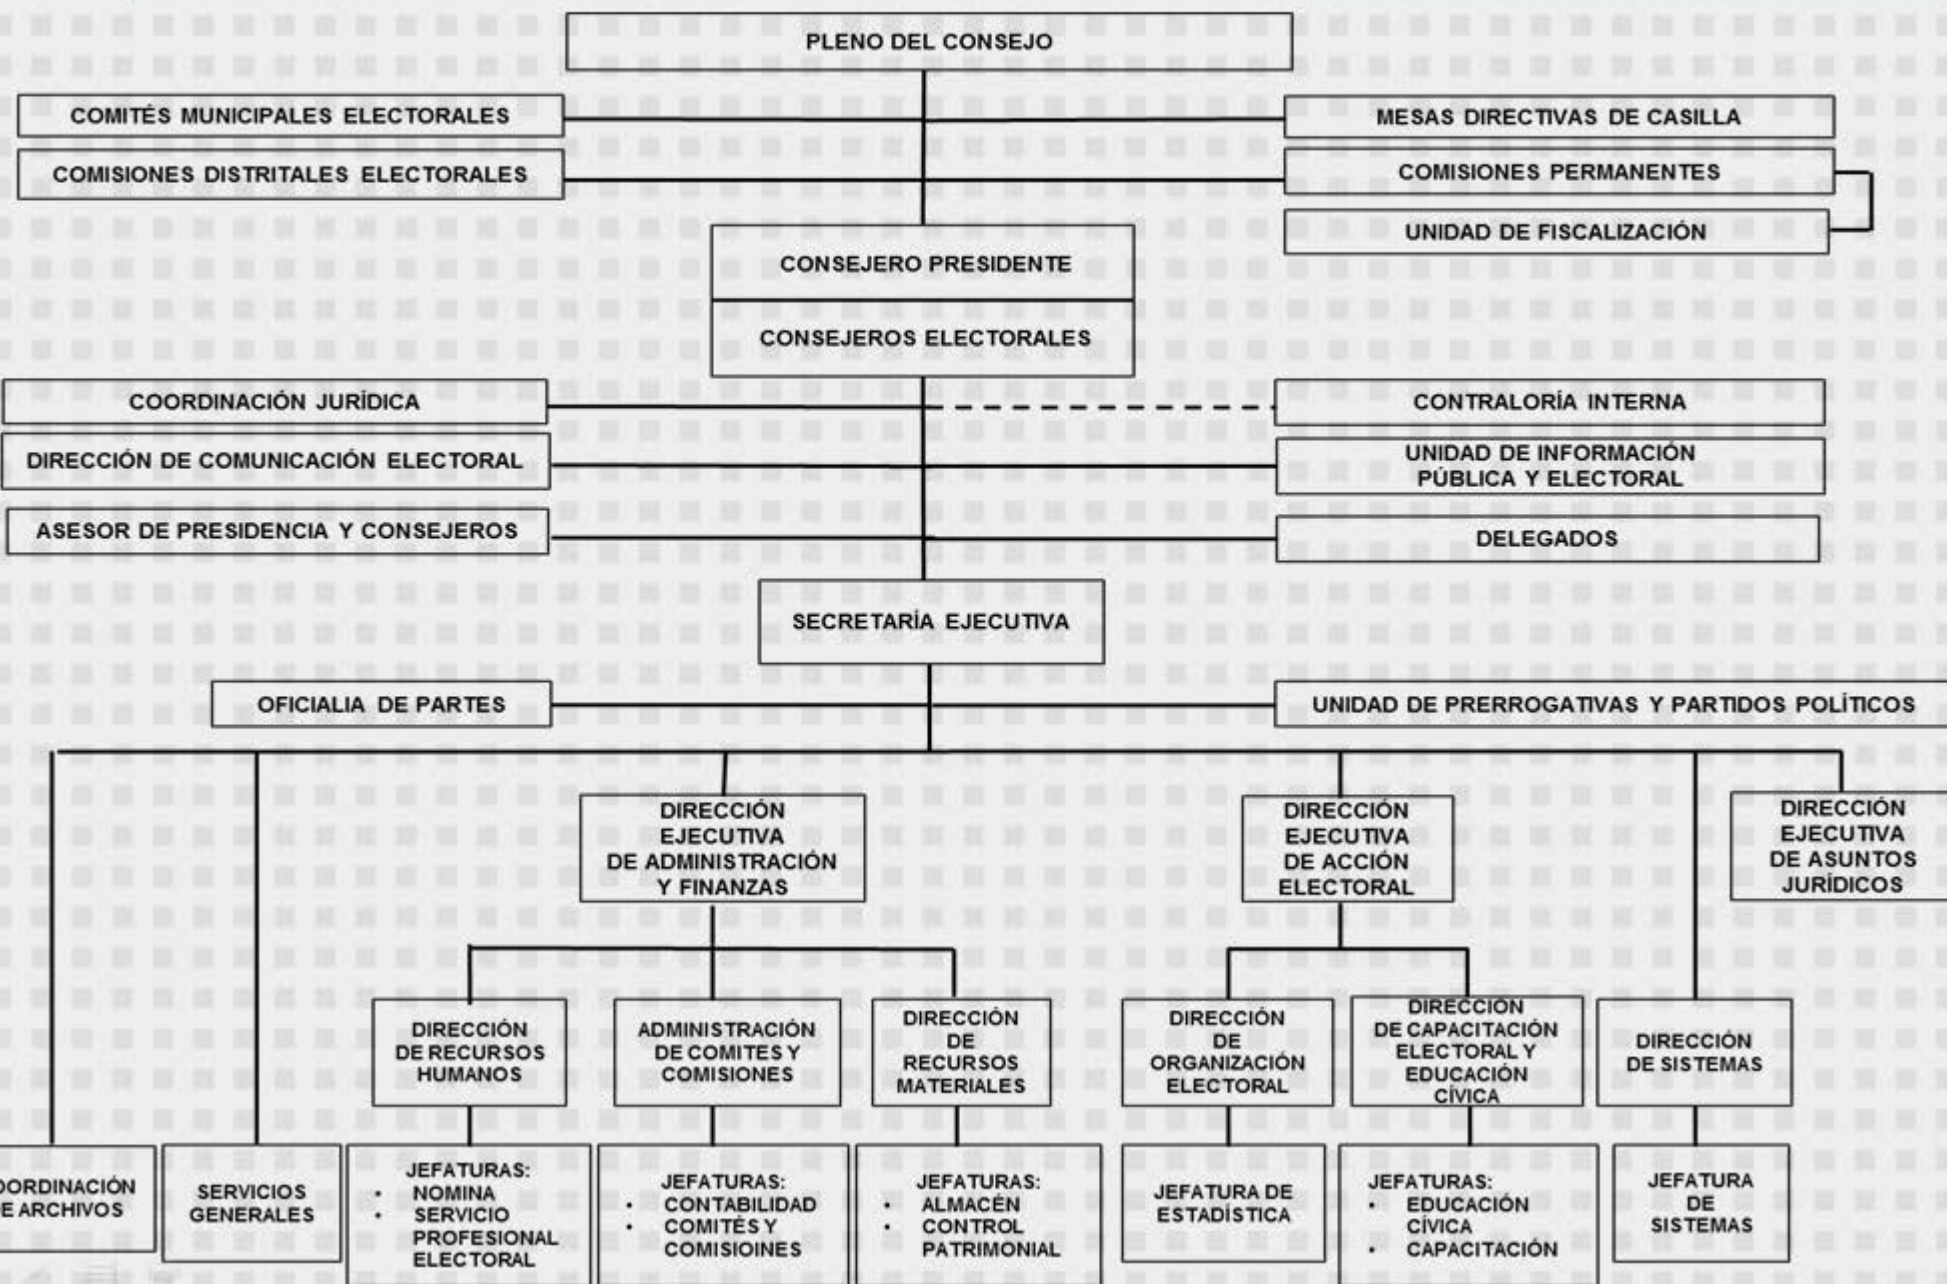 PLENO DEL CONSEJO
COMITÉS MUNICIPALES ELECTORALES
MESAS DIRECTIVAS DE CASILLA
COMISIONES DISTRITALES ELECTORALES
COMISIONES PERMANENTES
UNIDAD DE FISCALIZACIÓN
CONSEJERO PRESIDENTE
CONSEJEROS ELECTORALES
COORDINACIÓN JURÍDICA
CONTRALORÍA INTERNA
DIRECCIÓN DE COMUNICACIÓN ELECTORAL
UNIDAD DE INFORMACIÓN
PÚBLICA Y ELECTORAL
ASESOR DE PRESIDENCIA Y CONSEJEROS
DELEGADOS
SECRETARÍA EJECUTIVA
OFICIALIA DE PARTES
UNIDAD DE PRERROGATIVAS Y PARTIDOS POLÍTICOS
DIRECCIÓN
EJECUTIVA
DE ADMINISTRACIÓN
Y FINANZAS
DIRECCIÓN
EJECUTIVA
DE ACCIÓN
ELECTORAL
DIRECCIÓN
EJECUTIVA
DE ASUNTOS
JURÍDICOS
DIRECCIÓN
DE RECURSOS
HUMANOS
ADMINISTRACIÓN
DE COMITES Y
COMISIONES
DIRECCIÓN
DE
RECURSOS
MATERIALES
DIRECCIÓN
DE
ORGANIZACIÓN
ELECTORAL
DIRECCIÓN
DE CAPACITACIÓN
ELECTORAL Y
EDUCACIÓN
CÍVICA
DIRECCIÓN
DE SISTEMAS
OORDINACIÓN
E ARCHIVOS
SERVICIOS
GENERALES
JEFATURAS:
• NOMINA
• SERVICIO
PROFESIONAL
ELECTORAL
JEFATURAS:
• CONTABILIDAD
• COMITÉS Y
COMISIOINES
JEFATURAS:
• ALMACÉN
• CONTROL
PATRIMONIAL
JEFATURA DE
ESTADÍSTICA
JEFATURAS:
• EDUCACIÓN
CÍVICA
• CAPACITACIÓN
JEFATURA
DE
SISTEMAS